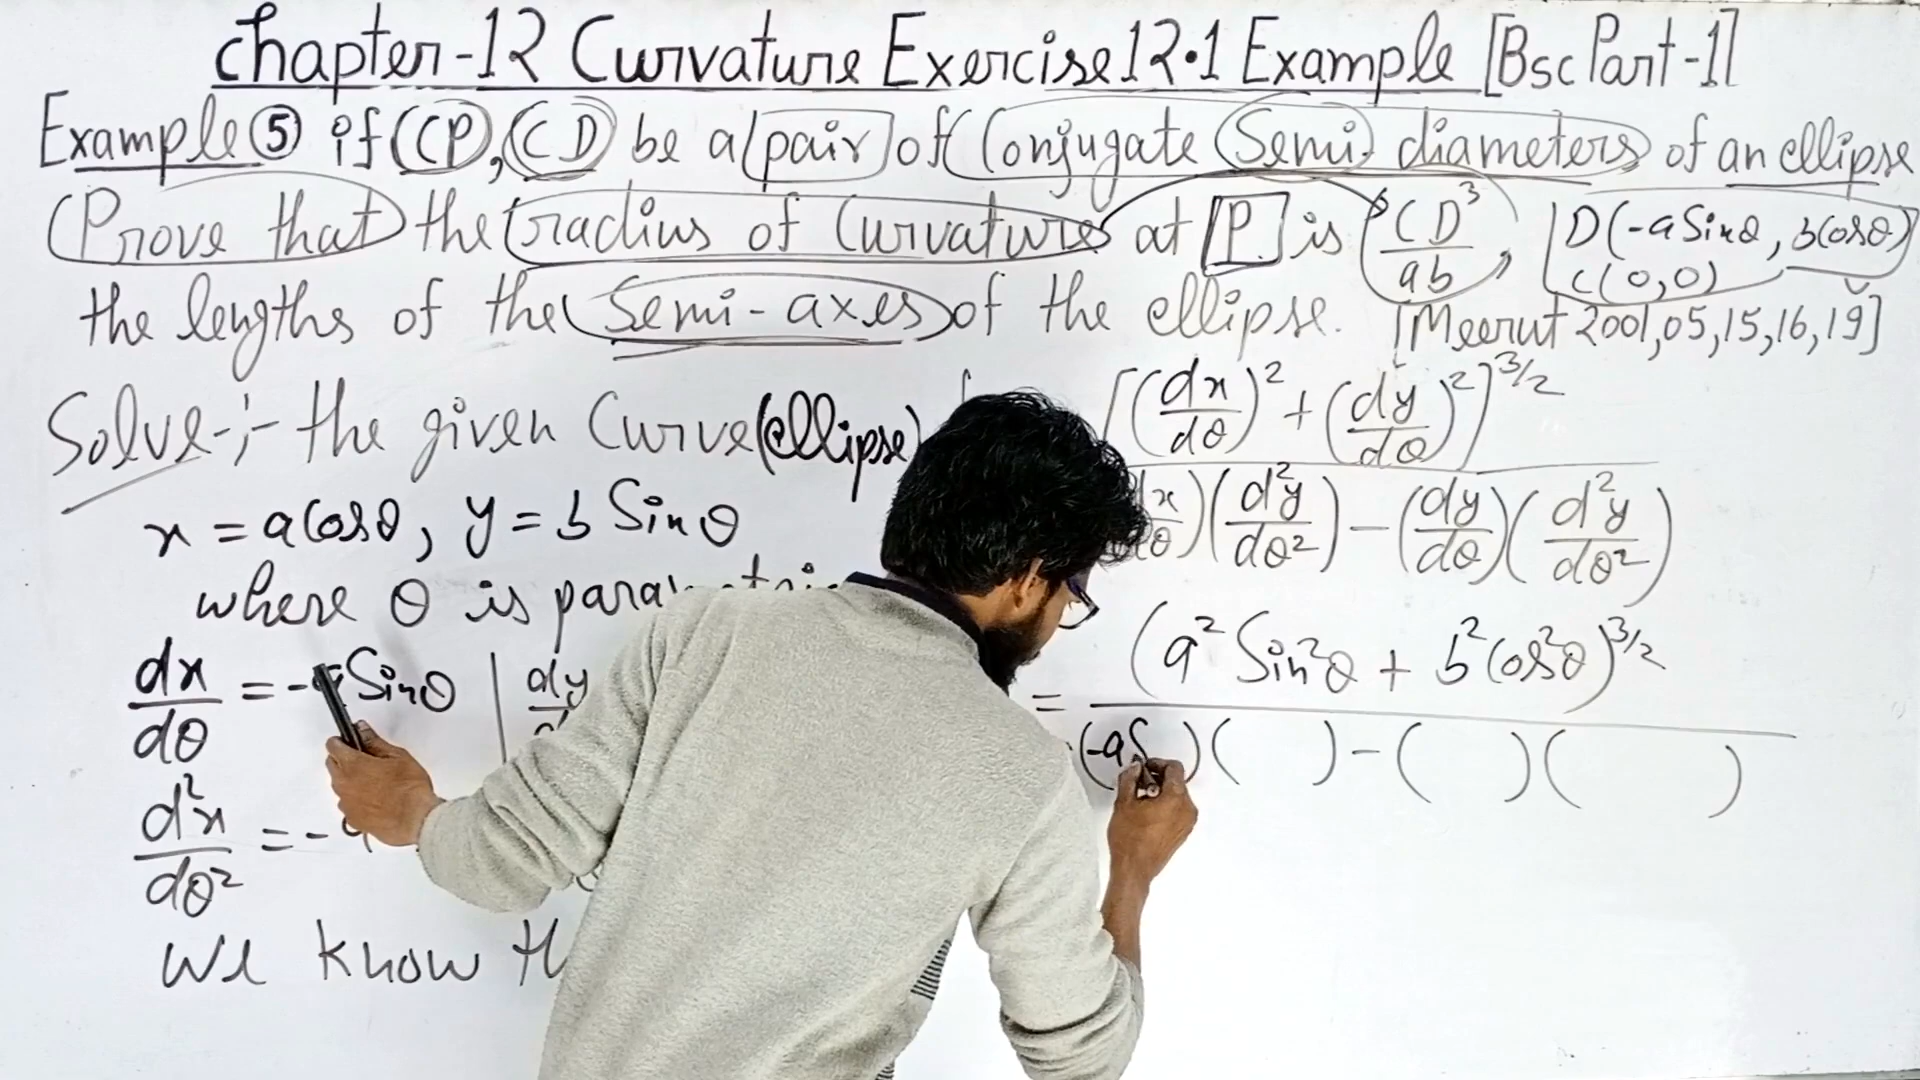 Chapter-12 Curvature Exercise 12.1 Example [Bsc Part-1]
Example ⑤ if CP, CD be a pair of Conjugate Semi diameters of an ellipse
Prove that the radius of Curvature at P is CD³/ab, D(-a Sinθ, b Cosθ)
C(0,0)
the lengths of the Semi-axes of the ellipse. [Meerut 2001,05,15,16,19]
Solve-:- the given Curve (ellipse)
x = a Cosθ, y = b Sinθ
where θ is
dx/dθ = - Sinθ | dy
d²x/dθ² = -
We know
[(dx/dθ)² + (dy/dθ)²]^3/2
)(d²y/dθ²) - (dy/dθ)(d²y/dθ²)
= (a² Sin²θ + b² Cos²θ)^3/2
(-a )( ) - ( )( )